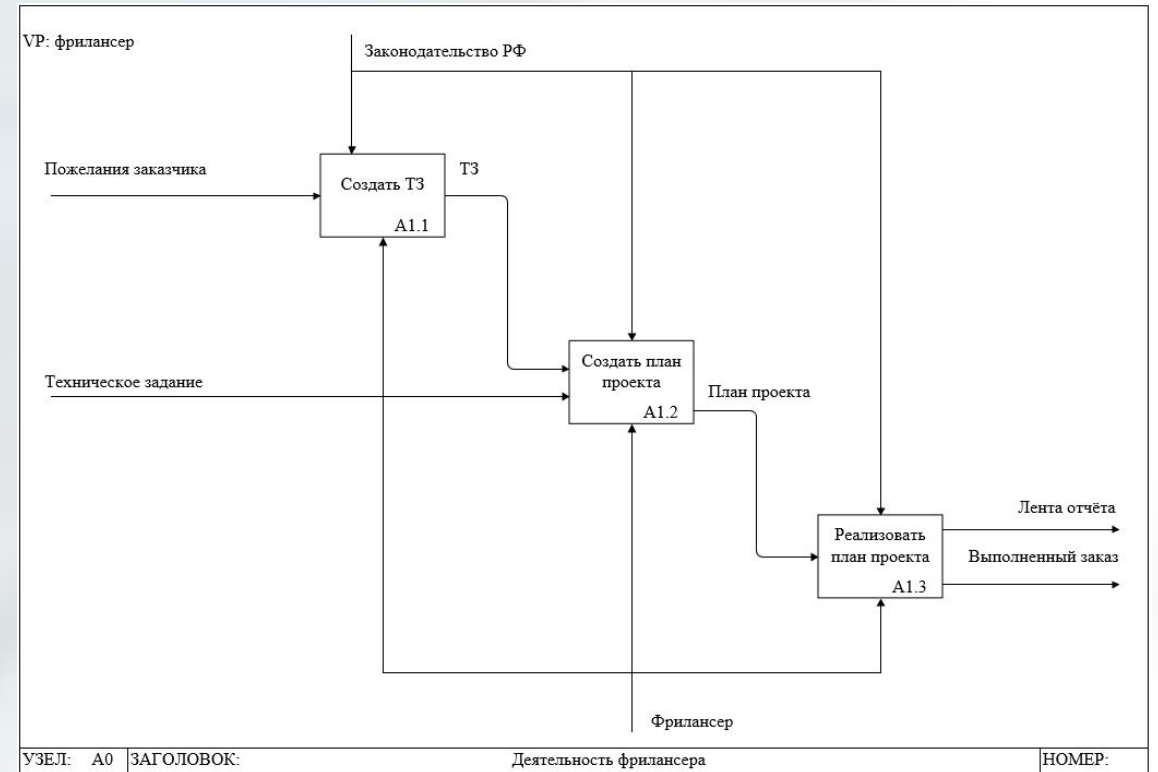 VP: фрилансер
Законодательство РФ
Пожелания заказчика
ТЗ
Создать ТЗ
А1.1
Техническое задание
Создать план
проекта
А1.2
План проекта
Лента отчёта
Реализовать
план проекта
А1.3
Выполненный заказ
Фрилансер
УЗЕЛ: А0 ЗАГОЛОВОК: Деятельность фрилансера НОМЕР: